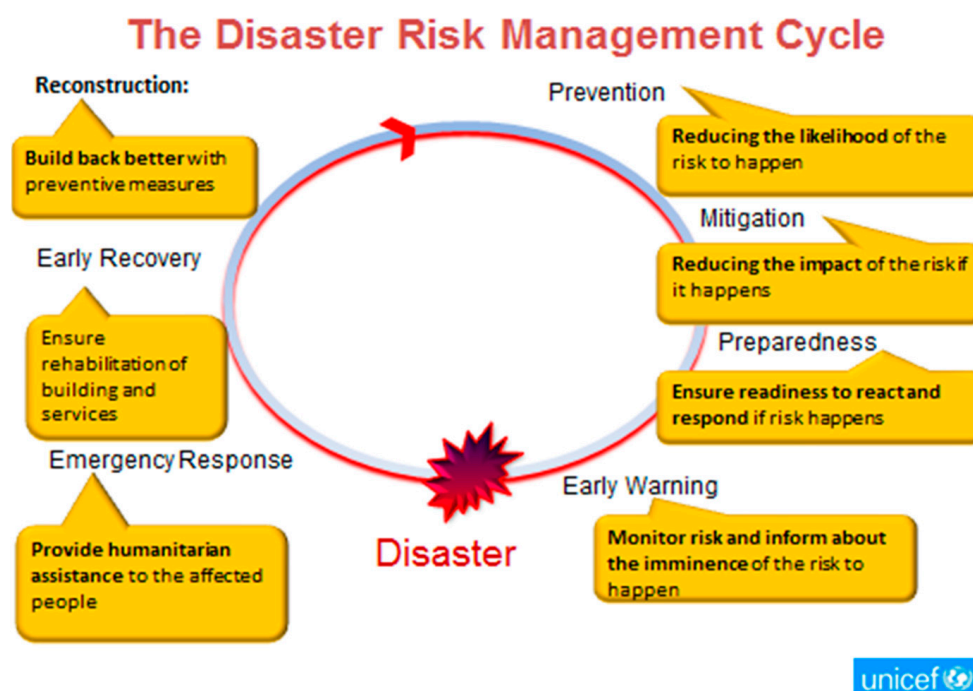 The Disaster Risk Management Cycle
Reconstruction:
Build back better with
preventive measures
Early Recovery
Ensure
rehabilitation of
building and
services
Emergency Response
Provide humanitarian
assistance to the affected
people
Disaster
Prevention
Reducing the likelihood of the
risk to happen
Mitigation
Reducing the impact of the risk if
it happens
Preparedness
Ensure readiness to react and
respond if risk happens
Early Warning
Monitor risk and inform about
the imminence of the risk to
happen
unicef